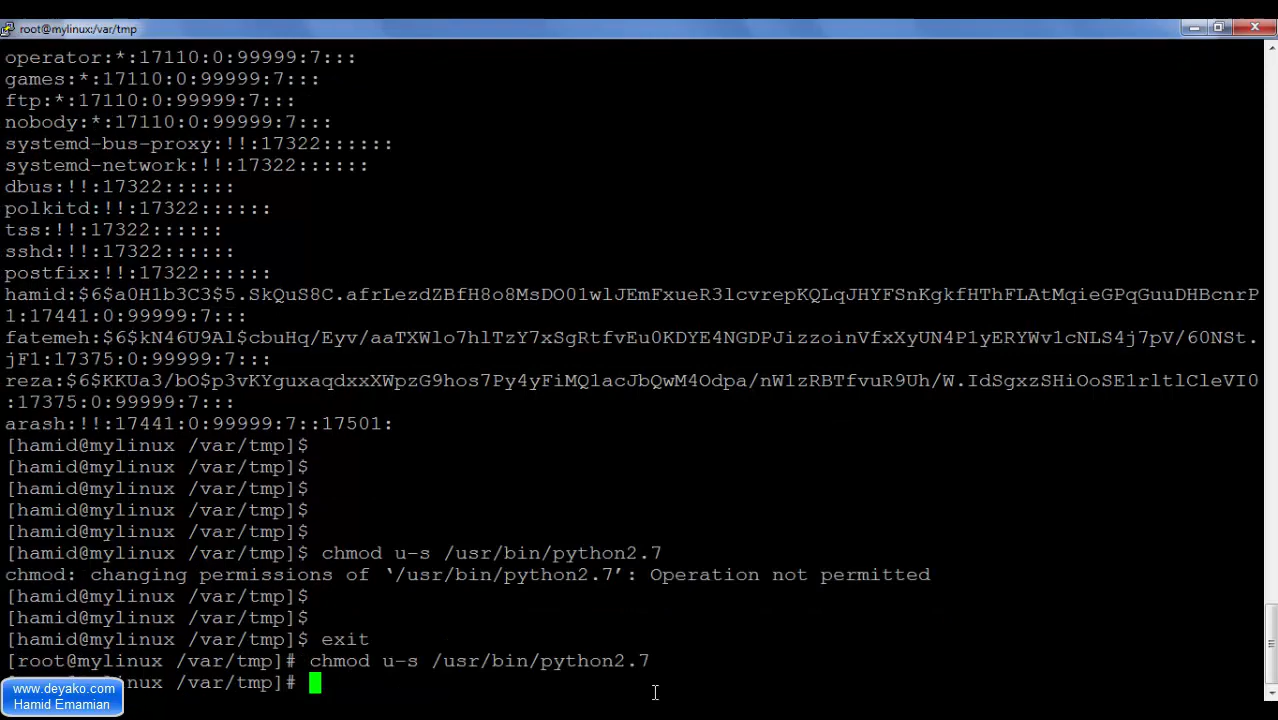 root@mylinux:/var/tmp
operator:*:17110:0:99999:7:::
games:*:17110:0:99999:7:::
ftp:*:17110:0:99999:7:::
nobody:*:17110:0:99999:7:::
systemd-bus-proxy:!!:17322::::::
systemd-network:!!:17322::::::
dbus:!!:17322::::::
polkitd:!!:17322::::::
tss:!!:17322::::::
sshd:!!:17322::::::
postfix:!!:17322::::::
hamid:$6$a0H1b3C3$5.SkQuS8C.afrLezdZBfH8o8MsDO01wlJEmFxueR3lcvrepKQLqJHYFSnKgkfHThFLAtMqieGPqGuuDHBcnrP
1:17441:0:99999:7:::
fatemeh:$6$kN46U9Al$cbuHq/Eyv/aaTXWlo7hlTzY7xSgRtfvEu0KDYE4NGDPJizzoinVfxXyUN4P1yERYWv1cNLS4j7pV/60NSt.
jF1:17375:0:99999:7:::
reza:$6$KKUa3/bO$p3vKYguxaqdxxXWpzG9hos7Py4yFiMQ1acJbQwM4Odpa/nW1zRBTfvuR9Uh/W.IdSgxzSHiOoSE1rltlCleVI0
:17375:0:99999:7:::
arash:!!:17441:0:99999:7::17501:
[hamid@mylinux /var/tmp]$
[hamid@mylinux /var/tmp]$
[hamid@mylinux /var/tmp]$
[hamid@mylinux /var/tmp]$
[hamid@mylinux /var/tmp]$
[hamid@mylinux /var/tmp]$ chmod u-s /usr/bin/python2.7
chmod: changing permissions of ‘/usr/bin/python2.7’: Operation not permitted
[hamid@mylinux /var/tmp]$
[hamid@mylinux /var/tmp]$
[hamid@mylinux /var/tmp]$ exit
[root@mylinux /var/tmp]# chmod u-s /usr/bin/python2.7
linux /var/tmp]#
www.deyako.com
Hamid Emamian